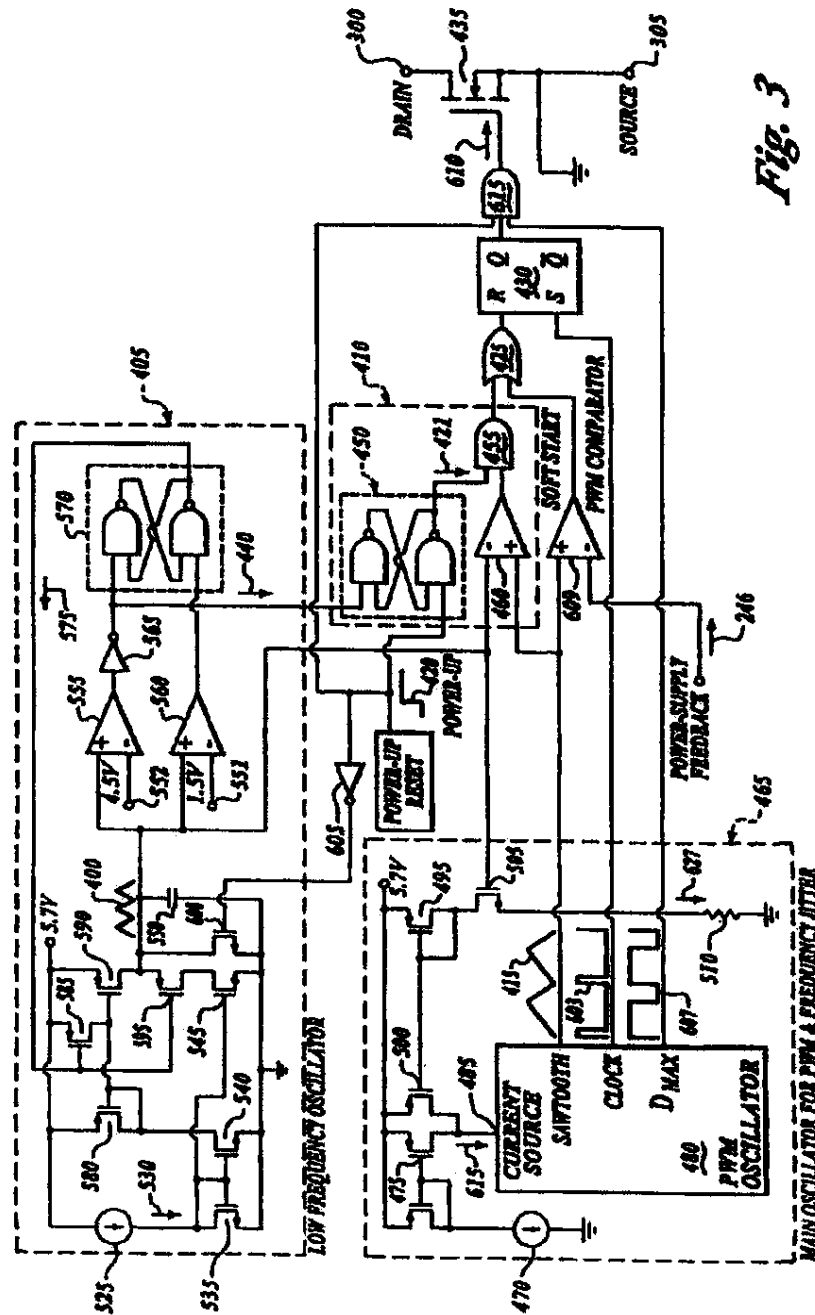 405
570
575
440
5.7V
400
590
585
580
530
525
535
540
545
595
550
600
555
4.5V
552
560
1.5V
551
565
LOW FREQUENCY OSCILLATOR
605
POWER-UP
RESET
420
POWER-UP
410
450
422
455
460
SOFT START
425
PWM COMPARATOR
609
R Q
430
S Q
615
610
DRAIN
300
435
SOURCE
305
POWER-SUPPLY
FEEDBACK
246
465
5.7V
495
500
505
475
485
615
470
CURRENT
SOURCE
SAWTOOTH
415
CLOCK
603
DMAX
607
480
PWM
OSCILLATOR
627
510
MAIN OSCILLATOR FOR PWM & FREQUENCY JITTER
Fig. 3